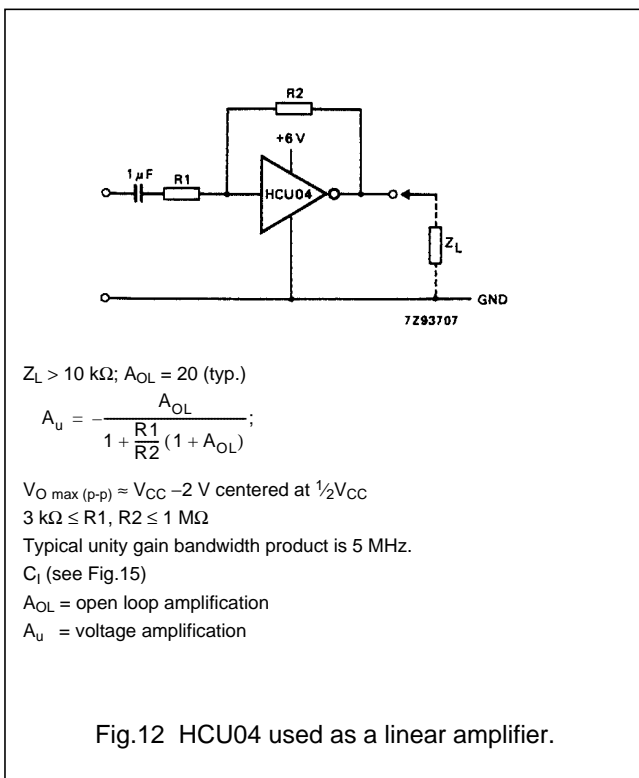 R2
+6 V
1 μF
R1
HCU04
Z_L
GND
7Z93707
Z_L > 10 kΩ; A_OL = 20 (typ.)
A_u = − A_OL / (1 + R1/R2 (1 + A_OL));
V_O max (p-p) ≈ V_CC −2 V centered at ½V_CC
3 kΩ ≤ R1, R2 ≤ 1 MΩ
Typical unity gain bandwidth product is 5 MHz.
C_I (see Fig.15)
A_OL = open loop amplification
A_u = voltage amplification
Fig.12 HCU04 used as a linear amplifier.